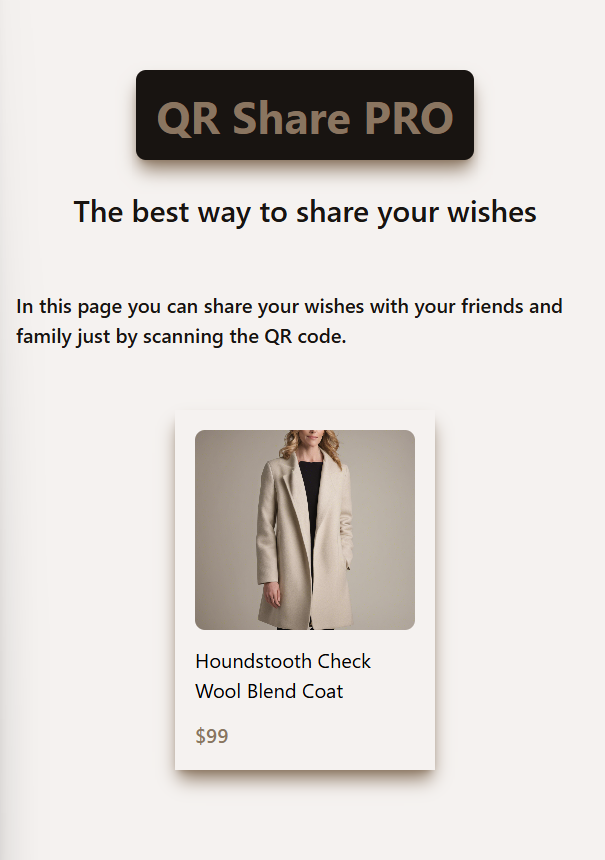 QR Share PRO
The best way to share your wishes
In this page you can share your wishes with your friends and
family just by scanning the QR code.
Houndstooth Check
Wool Blend Coat
$99